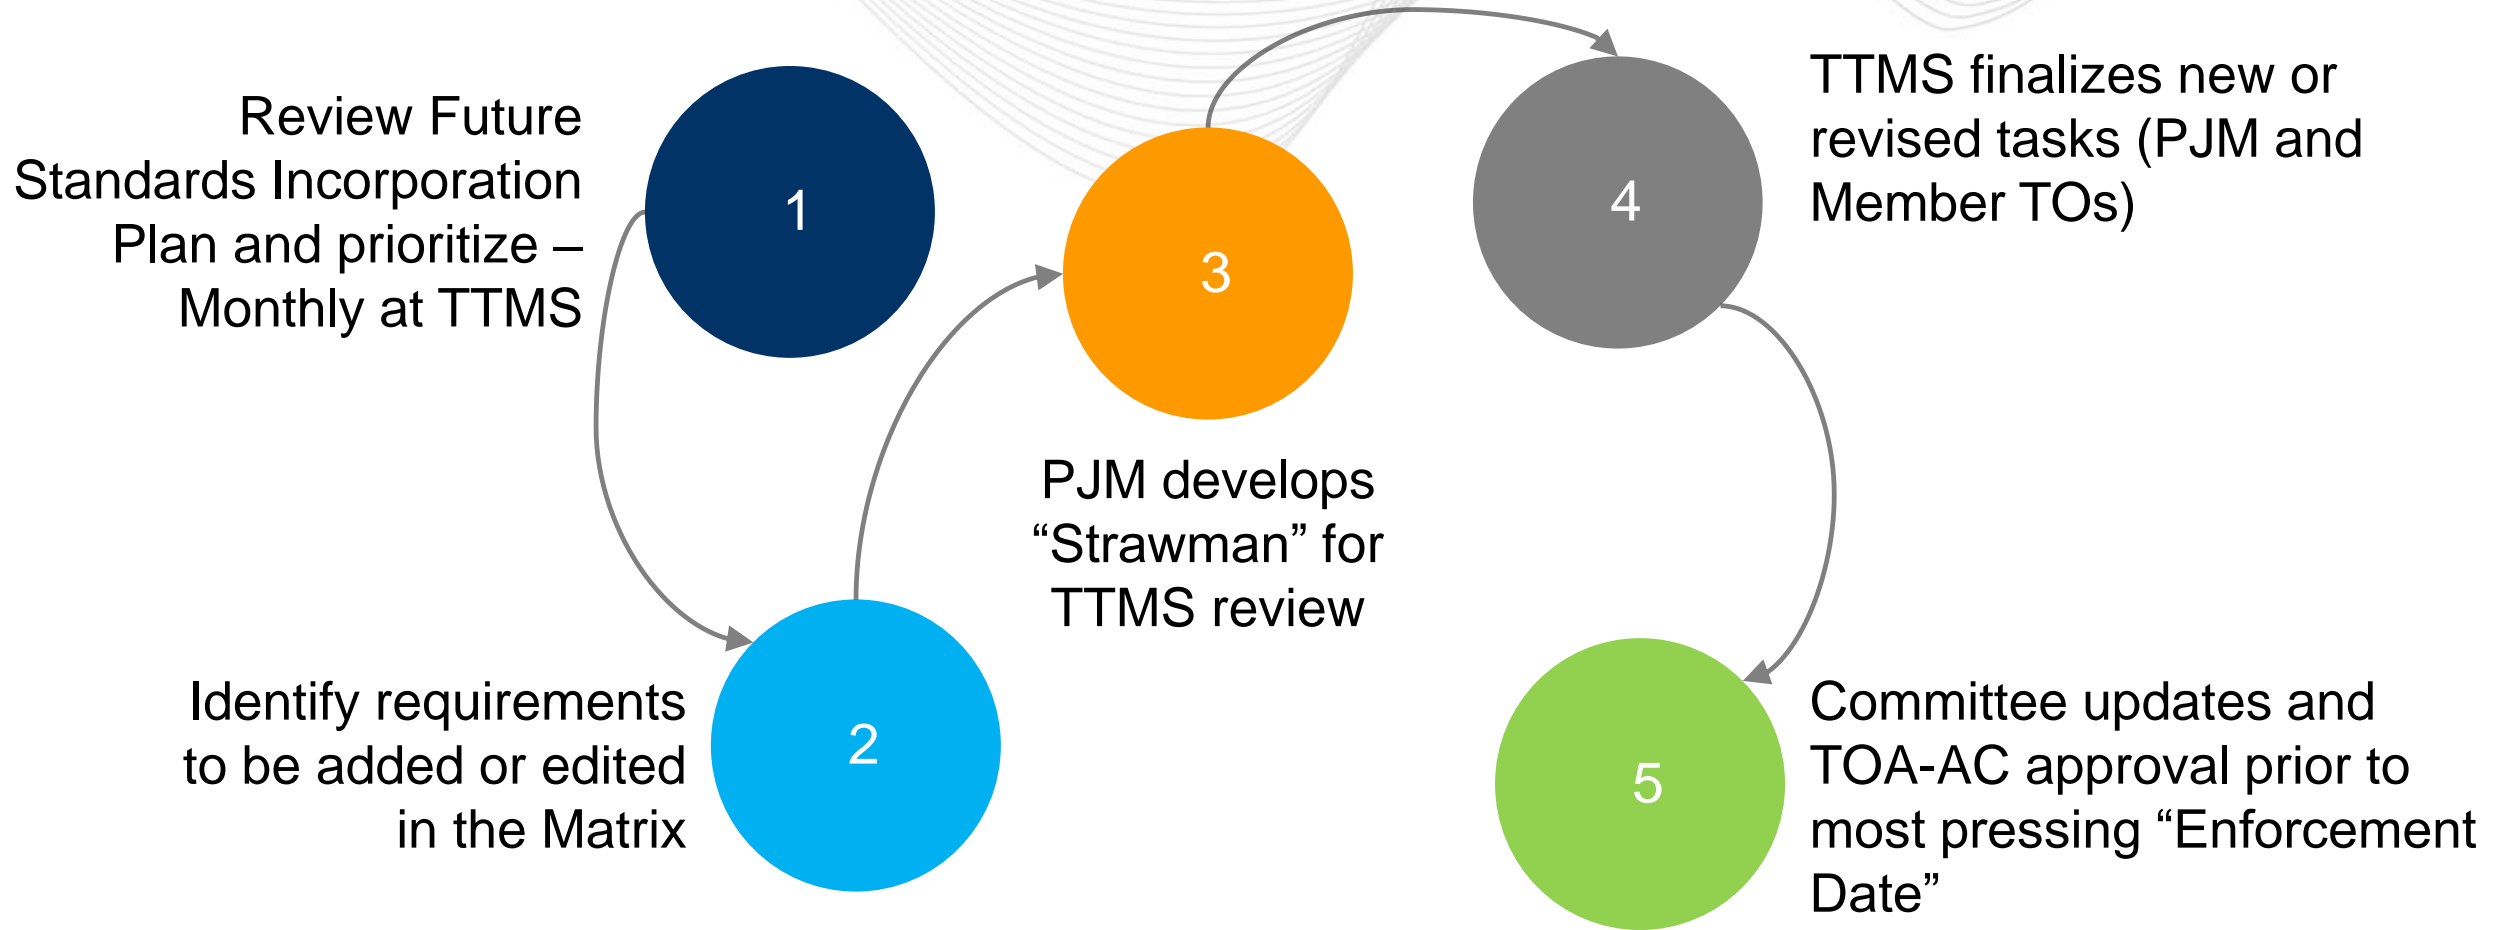 1
Review Future
Standards Incorporation
Plan and prioritize –
Monthly at TTMS
2
Identify requirements
to be added or edited
in the Matrix
3
PJM develops
“Strawman” for
TTMS review
4
TTMS finalizes new or
revised tasks (PJM and
Member TOs)
5
Committee updates and
TOA-AC approval prior to
most pressing “Enforcement
Date”